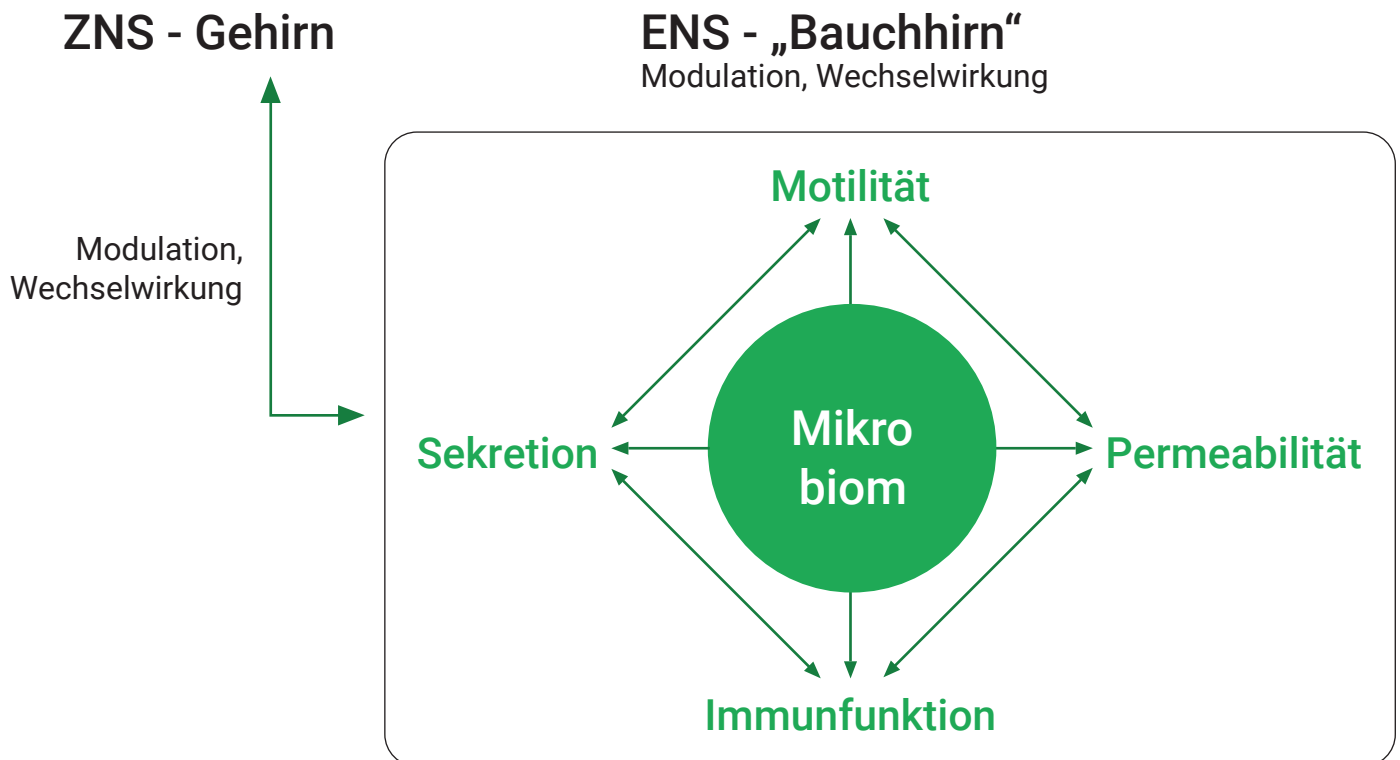 ZNS - Gehirn
ENS - „Bauchhirn“
Modulation, Wechselwirkung
Motilität
Modulation,
Wechselwirkung
Sekretion
Mikro
biom
Permeabilität
Immunfunktion